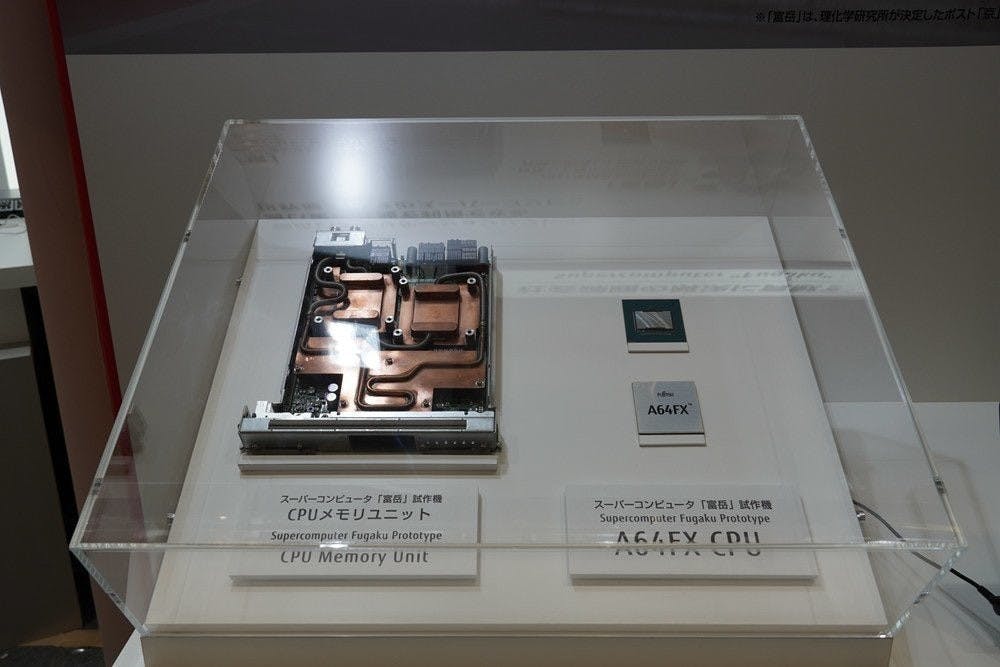 ※「富岳」は、理化学研究所が決定したポスト「京」
FUJITSU
A64FX™
スーパーコンピュータ「富岳」試作機
CPUメモリユニット
Supercomputer Fugaku Prototype
CPU Memory Unit
スーパーコンピュータ「富岳」試作機
Supercomputer Fugaku Prototype
A64FX CPU